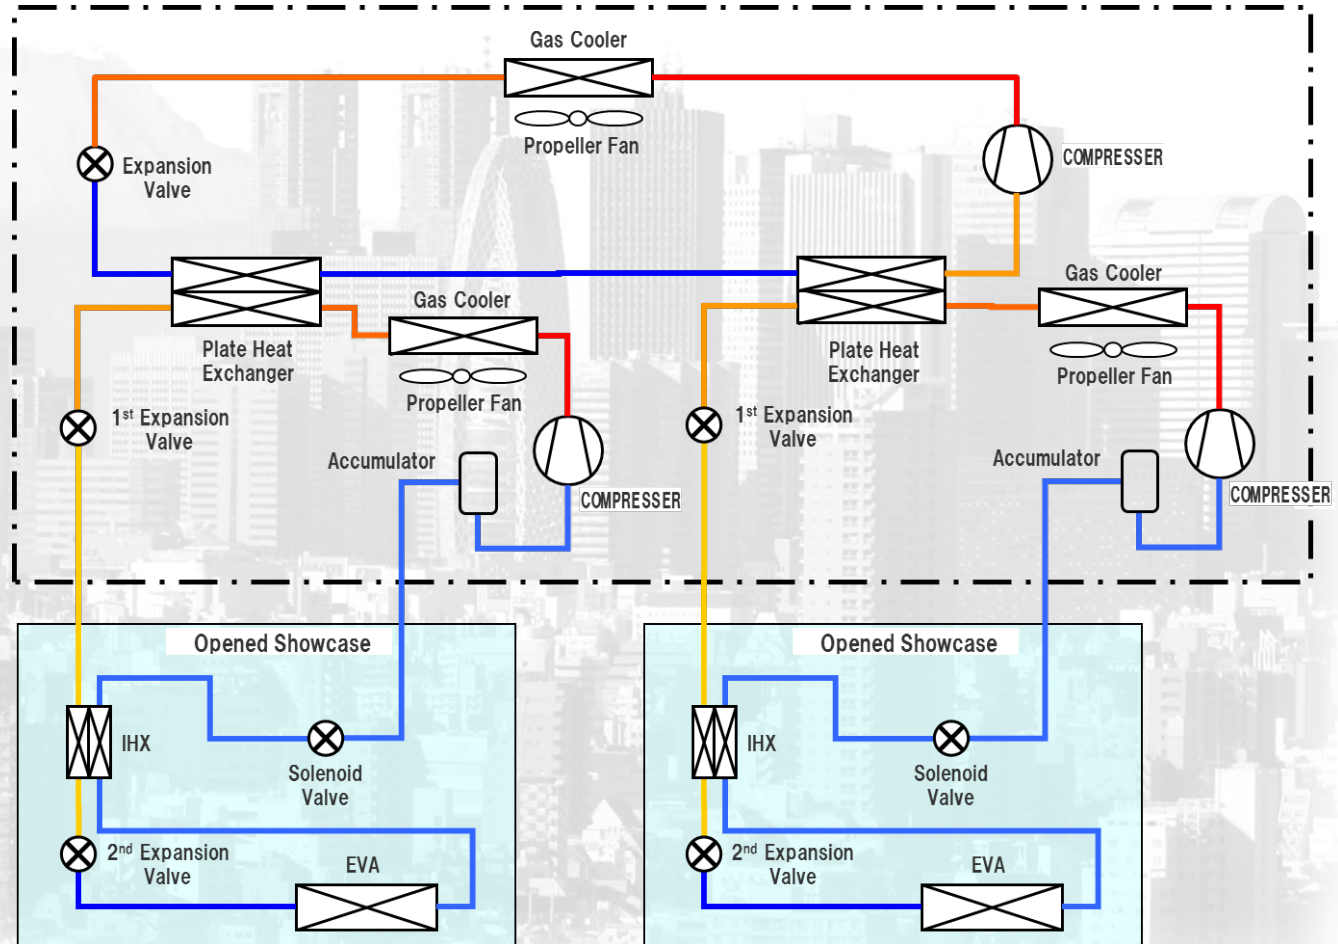 Gas Cooler
Propeller Fan
COMPRESSER
Expansion
Valve
Gas Cooler
Propeller Fan
Plate Heat
Exchanger
Gas Cooler
Propeller Fan
Plate Heat
Exchanger
1st Expansion
Valve
Accumulator
COMPRESSER
1st Expansion
Valve
Accumulator
COMPRESSER
Opened Showcase
IHX
Solenoid
Valve
2nd Expansion
Valve
EVA
Opened Showcase
IHX
Solenoid
Valve
2nd Expansion
Valve
EVA